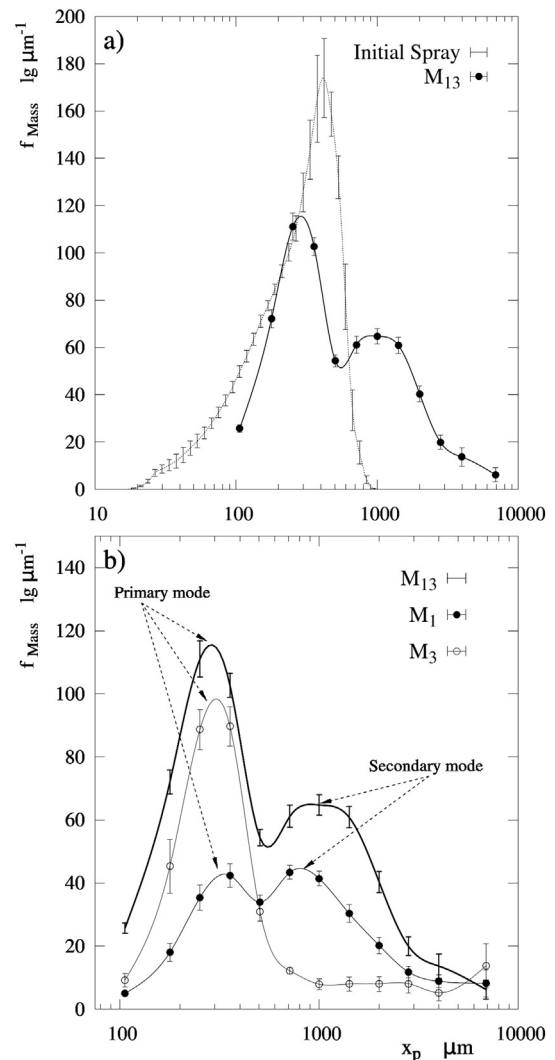 a)
f Mass lg μm-1
200
180
160
140
120
100
80
60
40
20
0
Initial Spray
M13
10 100 1000 10000
b)
f Mass lg μm-1
140
120
100
80
60
40
20
0
M13
M1
M3
Primary mode
Secondary mode
100 1000 10000
xp μm